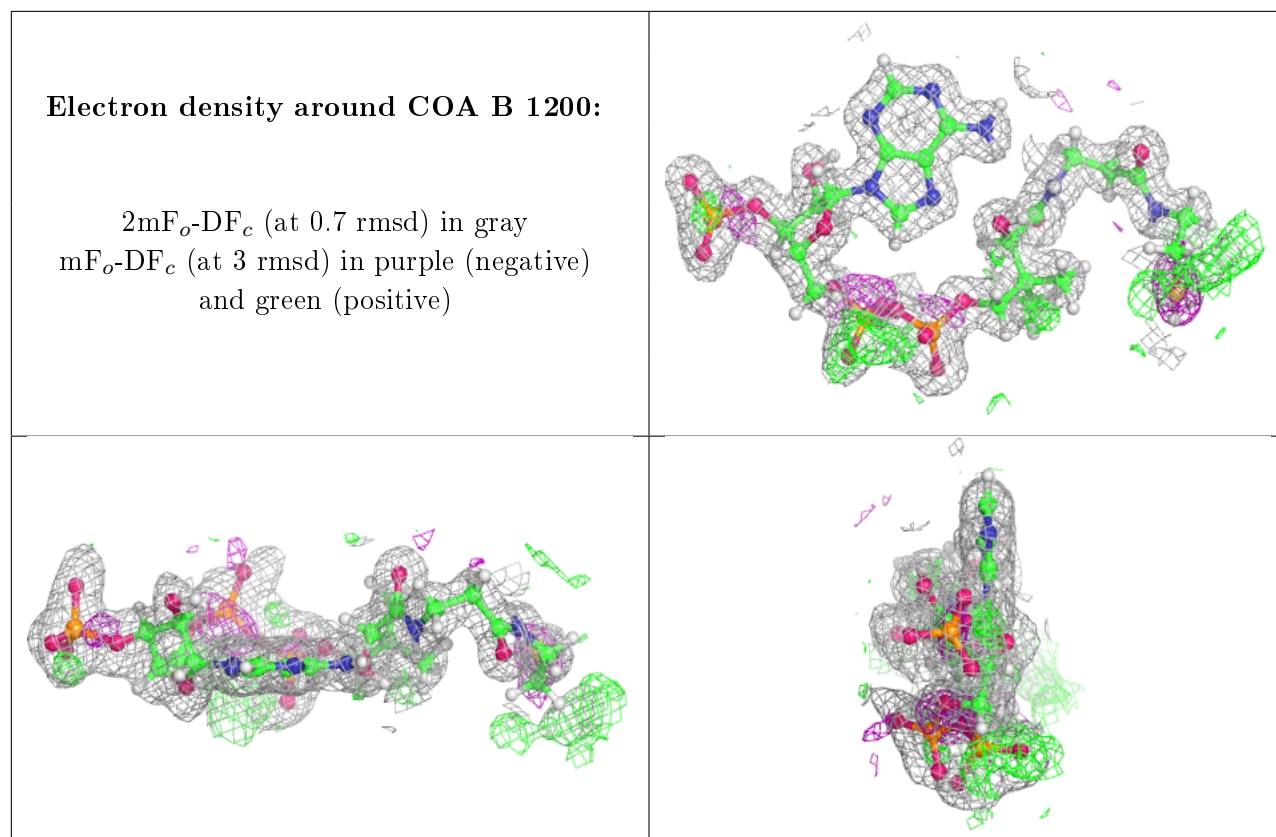 Electron density around COA B 1200:
2mFo-DFc (at 0.7 rmsd) in gray
mFo-DFc (at 3 rmsd) in purple (negative)
and green (positive)